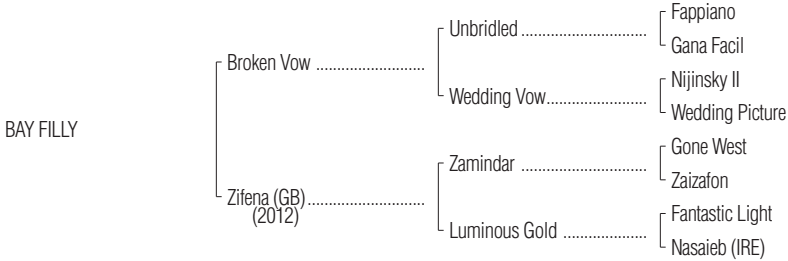 Fappiano
Unbridled ..............................
Gana Facil
Broken Vow ..........................
Nijinsky II
Wedding Vow........................
Wedding Picture
BAY FILLY
Gone West
Zamindar ..............................
Zaizafon
Zifena (GB)............................
(2012)
Fantastic Light
Luminous Gold ....................
Nasaieb (IRE)